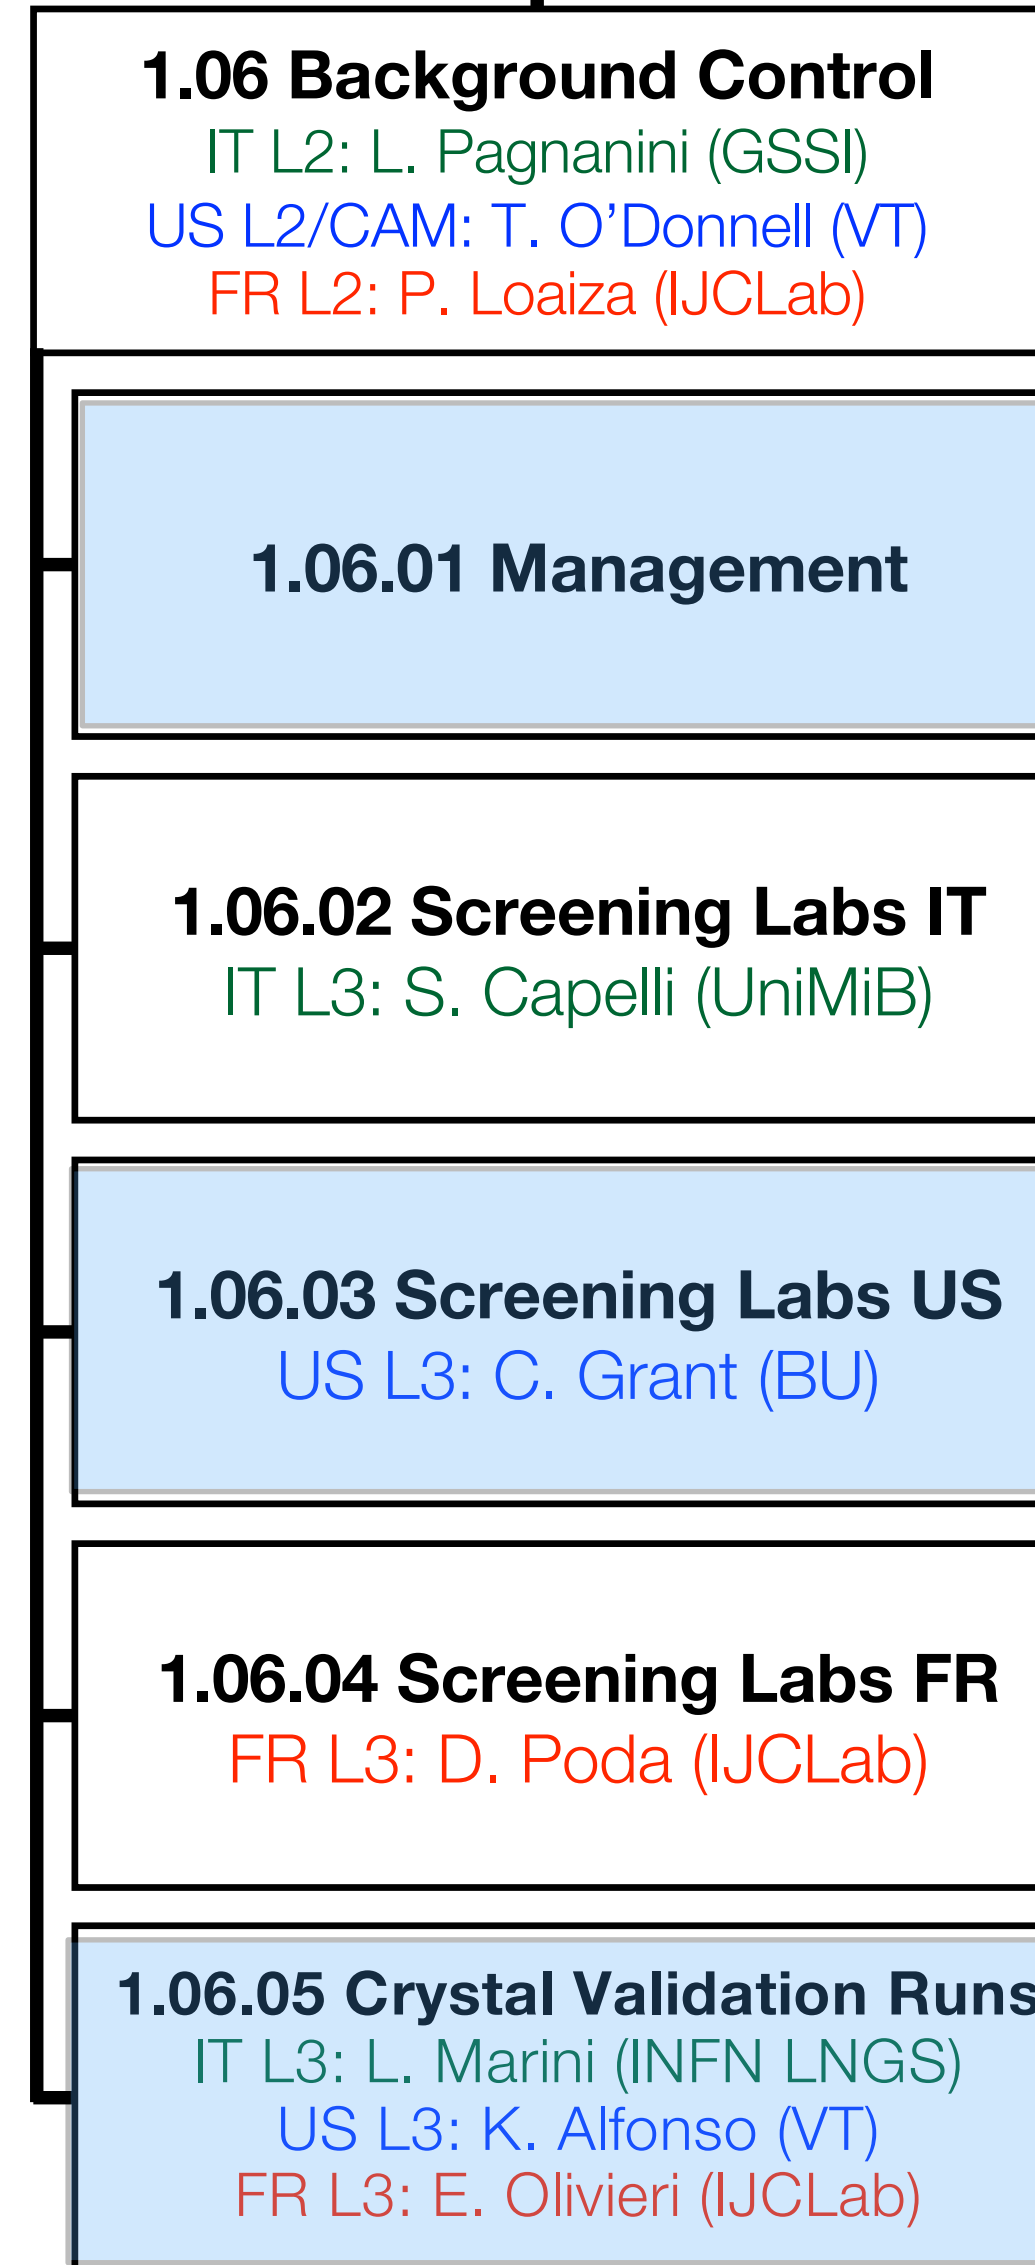 1.06 Background Control
IT L2: L. Pagnanini (GSSI)
US L2/CAM: T. O’Donnell (VT)
FR L2: P. Loaiza (IJCLab)
1.06.01 Management
1.06.02 Screening Labs IT
IT L3: S. Capelli (UniMiB)
1.06.03 Screening Labs US
US L3: C. Grant (BU)
1.06.04 Screening Labs FR
FR L3: D. Poda (IJCLab)
1.06.05 Crystal Validation Runs
IT L3: L. Marini (INFN LNGS)
US L3: K. Alfonso (VT)
FR L3: E. Olivieri (IJCLab)